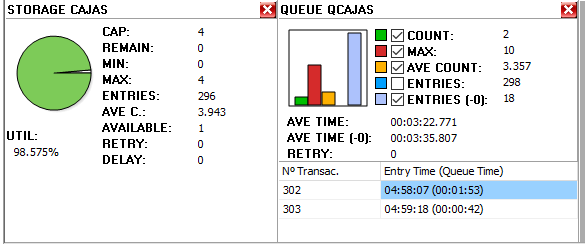 STORAGE CAJAS
CAP: 4
REMAIN: 0
MIN: 0
MAX: 4
ENTRIES: 296
AVE C.: 3.943
AVAILABLE: 1
RETRY: 0
DELAY: 0
UTIL:
98.575%
QUEUE QCAJAS
COUNT: 2
MAX: 10
AVE COUNT: 3.357
ENTRIES: 298
ENTRIES (-0): 18
AVE TIME: 00:03:22.771
AVE TIME (-0): 00:03:35.807
RETRY: 0
Nº Transac. Entry Time (Queue Time)
302 04:58:07 (00:01:53)
303 04:59:18 (00:00:42)